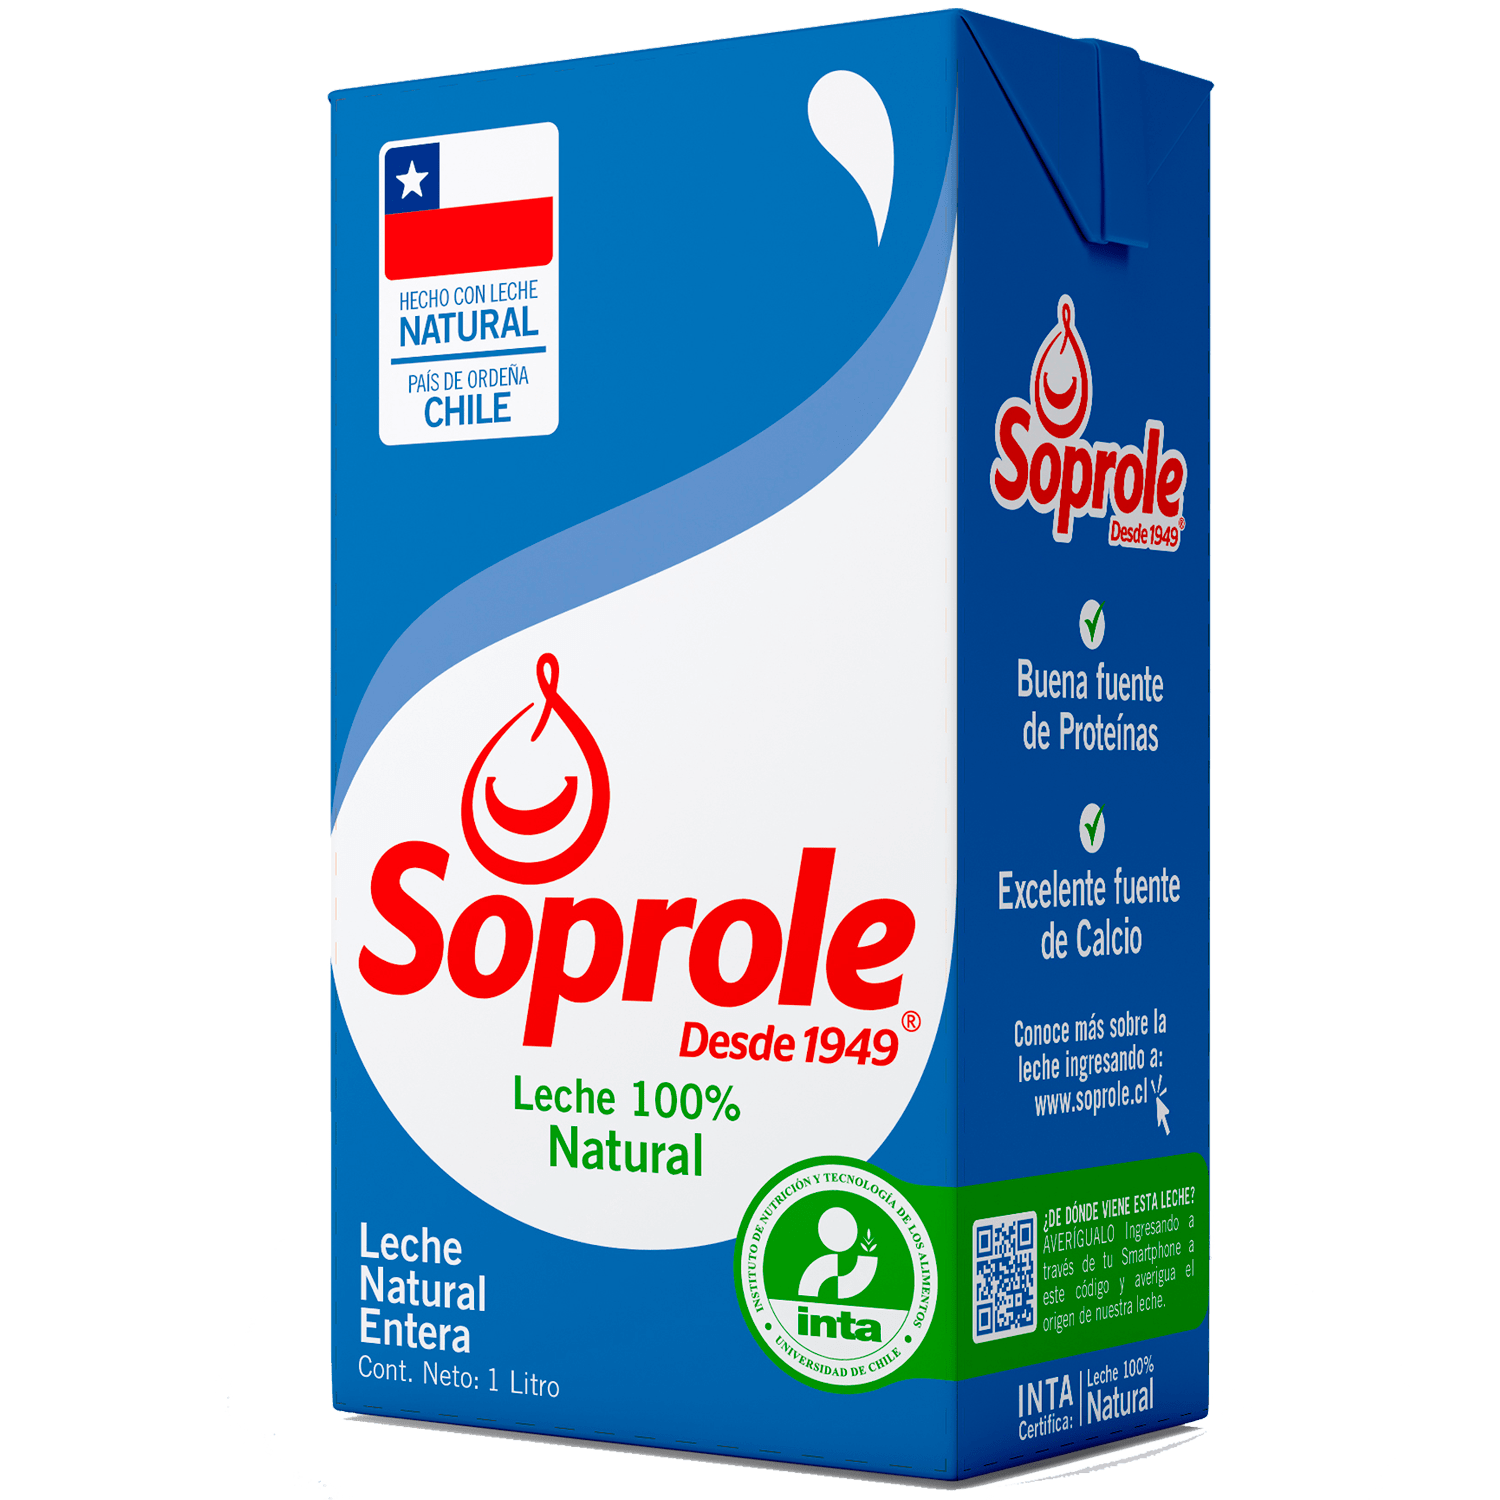 HECHO CON LECHE
NATURAL
PAÍS DE ORDEÑA
CHILE
Soprole
Desde 1949®
Leche 100%
Natural
Leche
Natural
Entera
Cont. Neto: 1 Litro
INSTITUTO DE NUTRICIÓN Y TECNOLOGÍA DE LOS ALIMENTOS
inta
• UNIVERSIDAD DE CHILE •
Soprole
Desde 1949®
Buena fuente
de Proteínas
Excelente fuente
de Calcio
Conoce más sobre la
leche ingresando a:
www.soprole.cl
¿DE DÓNDE VIENE ESTA LECHE?
AVERÍGUALO Ingresando a
través de tu Smartphone a
este código y averigua el
origen de nuestra leche.
INTA
Certifica:
Leche 100%
Natural